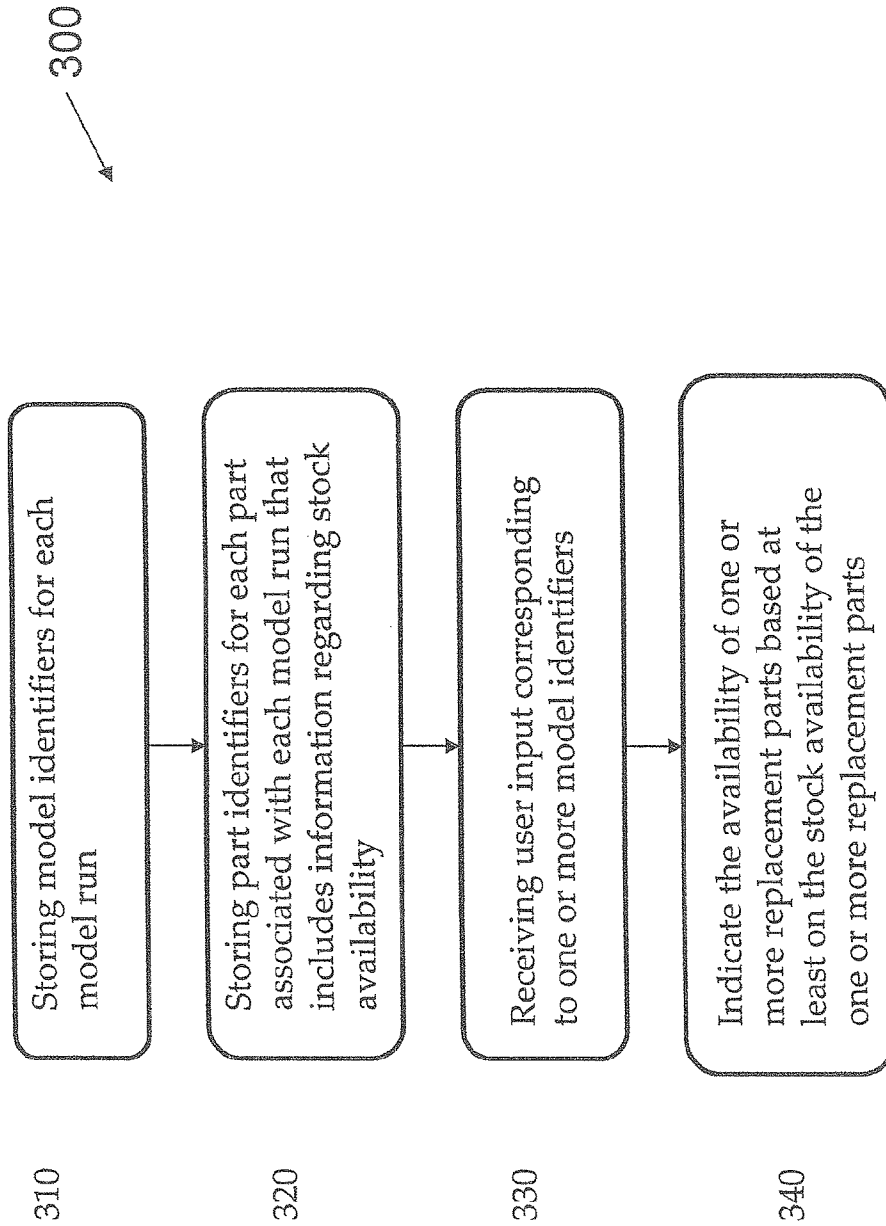 300
310
Storing model identifiers for each
model run
320
Storing part identifiers for each part
associated with each model run that
includes information regarding stock
availability
330
Receiving user input corresponding
to one or more model identifiers
340
Indicate the availability of one or
more replacement parts based at
least on the stock availability of the
one or more replacement parts